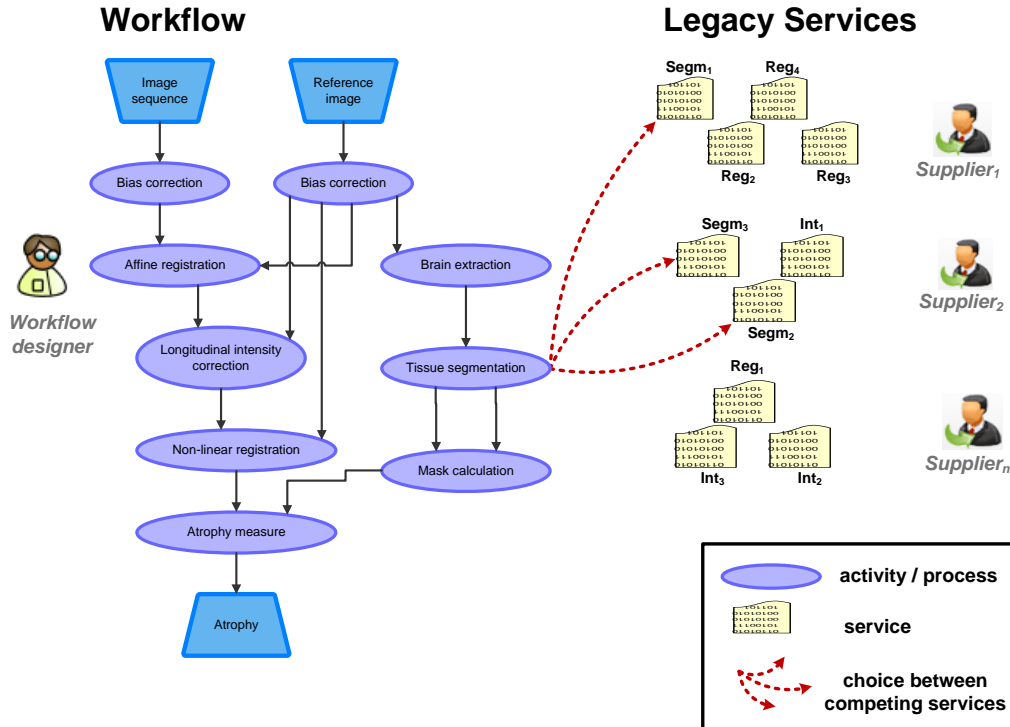 Workflow
Legacy Services
Image
sequence
Reference
image
Bias correction
Bias correction
Affine registration
Brain extraction
Workflow
designer
Longitudinal intensity
correction
Tissue segmentation
Non-linear registration
Mask calculation
Atrophy measure
Atrophy
Segm₁
Reg₄
Reg₂
Reg₃
Supplier₁
Segm₃
Int₁
Segm₂
Supplier₂
Reg₁
Int₃
Int₂
Supplierₙ
activity / process
service
choice between
competing services